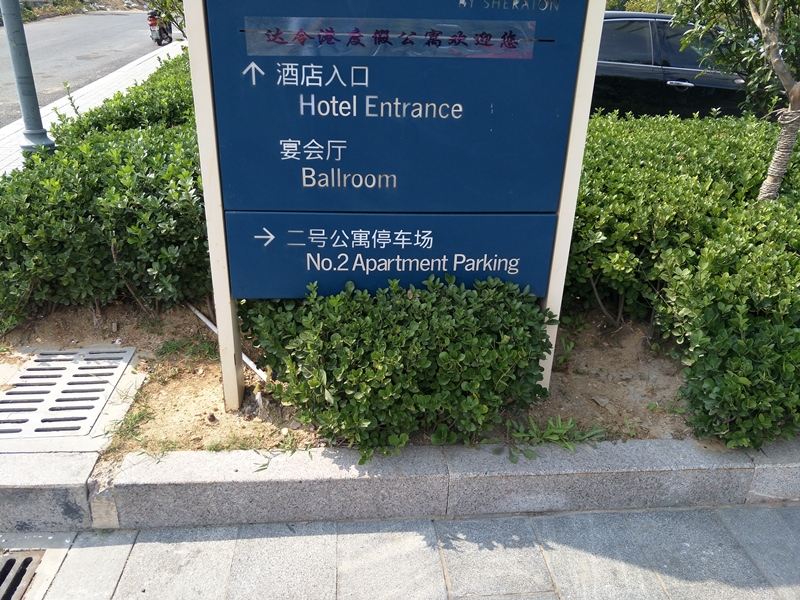 BY SHERATON
达令港度假公寓欢迎您
↑ 酒店入口
Hotel Entrance
宴会厅
Ballroom
→ 二号公寓停车场
No.2 Apartment Parking